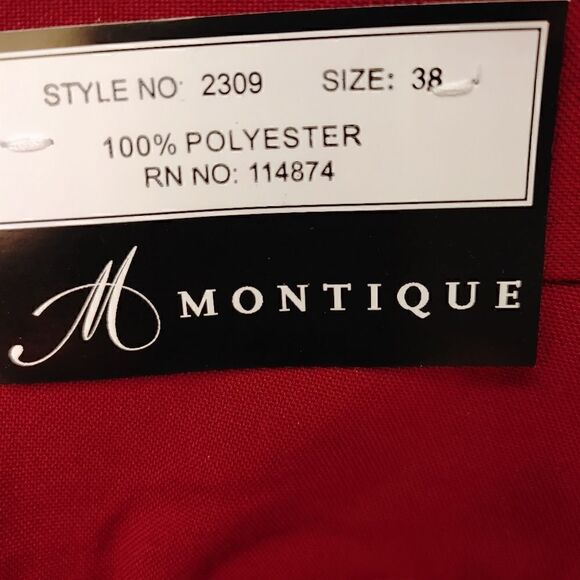 STYLE NO: 2309 SIZE: 38
100% POLYESTER
RN NO: 114874
M MONTIQUE